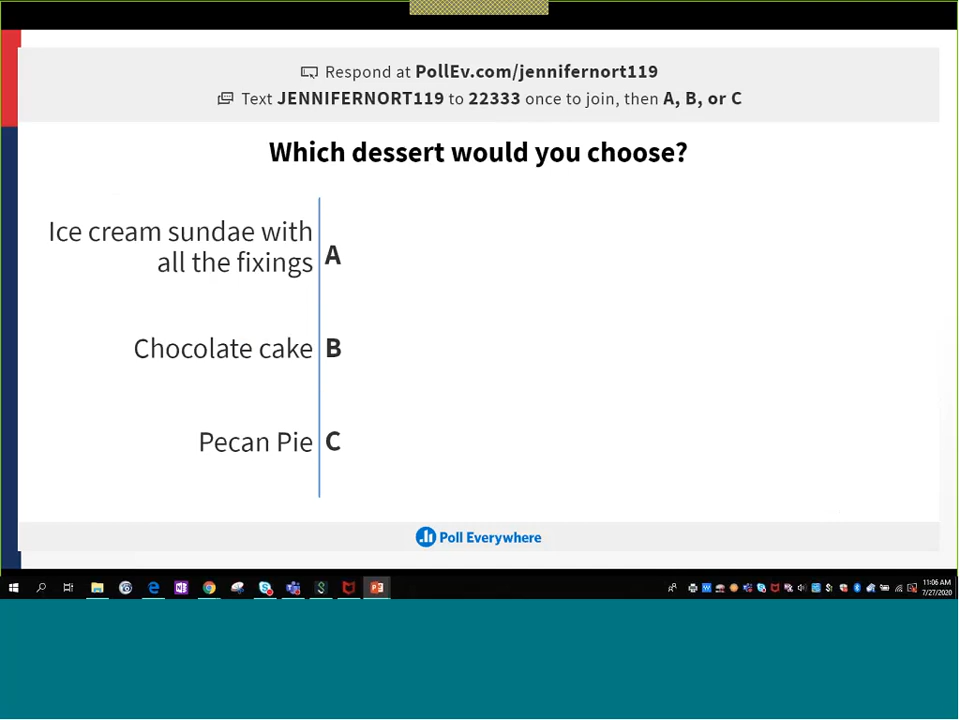 Respond at PollEv.com/jennifernort119
Text JENNIFERNORT119 to 22333 once to join, then A, B, or C
Which dessert would you choose?
Ice cream sundae with
all the fixings
A
Chocolate cake B
Pecan Pie C
Poll Everywhere
11:06 AM
7/27/2020